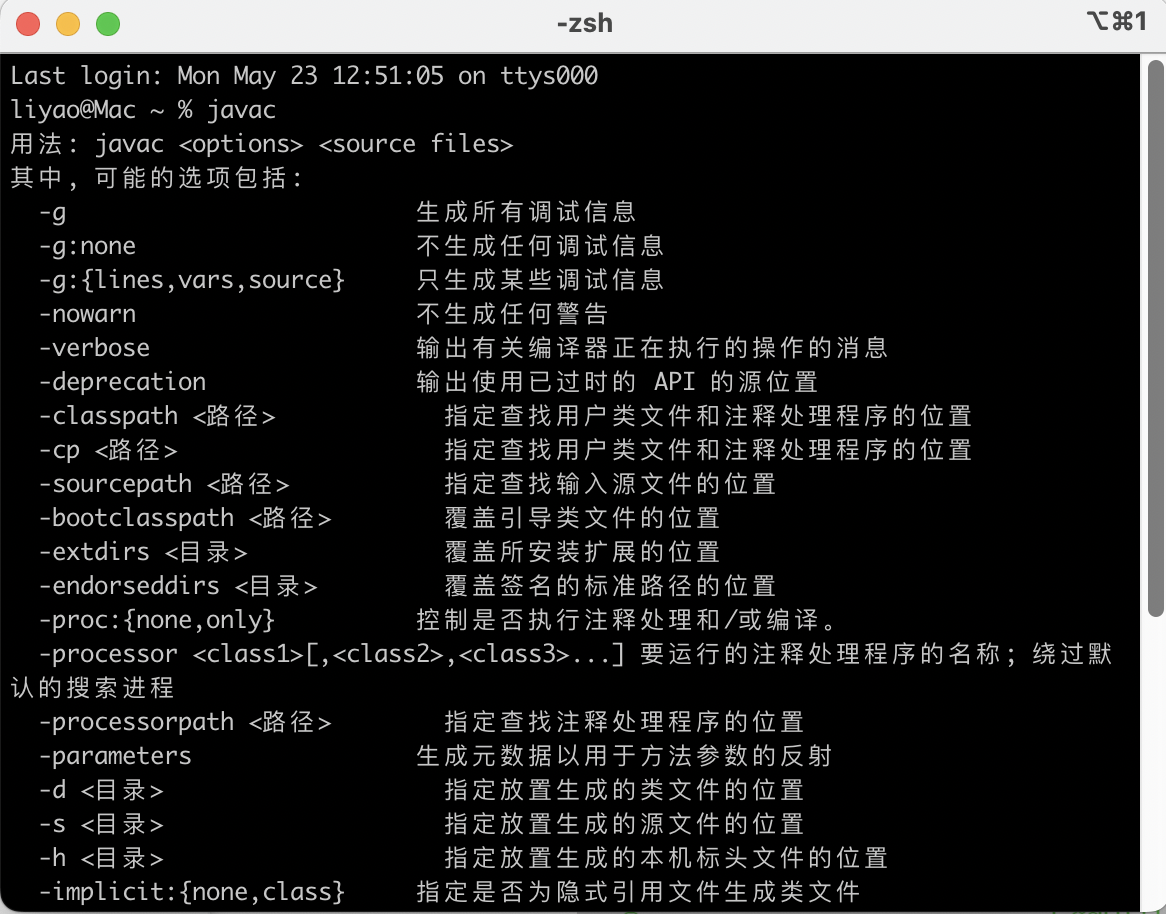 -zsh
⌥⌘1
Last login: Mon May 23 12:51:05 on ttys000
liyao@Mac ~ % javac
用法: javac <options> <source files>
其中, 可能的选项包括:
  -g                         生成所有调试信息
  -g:none                    不生成任何调试信息
  -g:{lines,vars,source}     只生成某些调试信息
  -nowarn                    不生成任何警告
  -verbose                   输出有关编译器正在执行的操作的消息
  -deprecation               输出使用已过时的 API 的源位置
  -classpath <路径>            指定查找用户类文件和注释处理程序的位置
  -cp <路径>                   指定查找用户类文件和注释处理程序的位置
  -sourcepath <路径>           指定查找输入源文件的位置
  -bootclasspath <路径>        覆盖引导类文件的位置
  -extdirs <目录>              覆盖所安装扩展的位置
  -endorseddirs <目录>         覆盖签名的标准路径的位置
  -proc:{none,only}          控制是否执行注释处理和/或编译。
  -processor <class1>[,<class2>,<class3>...] 要运行的注释处理程序的名称; 绕过默
认的搜索进程
  -processorpath <路径>        指定查找注释处理程序的位置
  -parameters                生成元数据以用于方法参数的反射
  -d <目录>                    指定放置生成的类文件的位置
  -s <目录>                    指定放置生成的源文件的位置
  -h <目录>                    指定放置生成的本机标头文件的位置
  -implicit:{none,class}     指定是否为隐式引用文件生成类文件